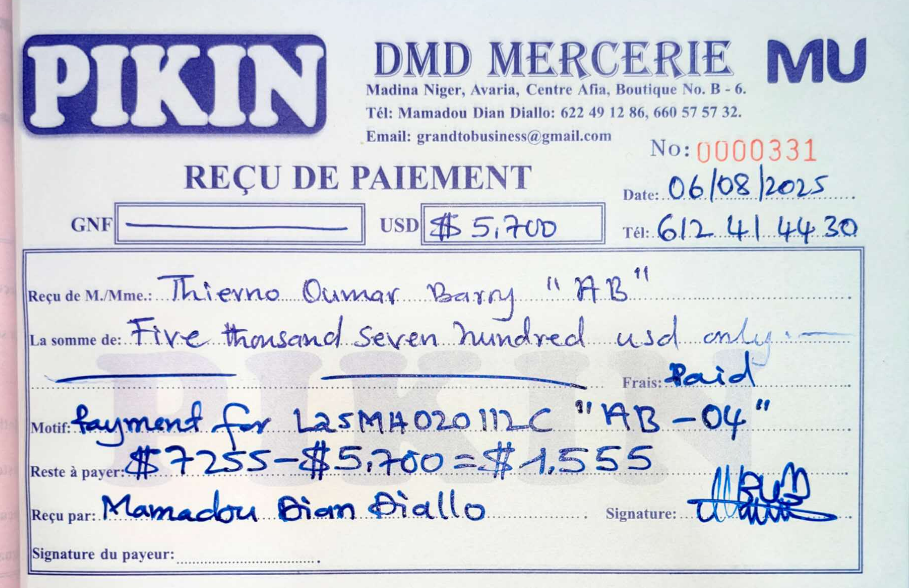 PIKIN
DMD MERCERIE MU
Madina Niger, Avaria, Centre Afia, Boutique No. B - 6.
Tél: Mamadou Dian Diallo: 622 49 12 86, 660 57 57 32.
Email: grandtobusiness@gmail.com
No: 0000331
REÇU DE PAIEMENT
Date: 06/08/2025
GNF USD $ 5,700 Tél: 612 41 44 30
Reçu de M./Mme.: Thierno Oumar Barry "AB"
La somme de: Five thousand seven hundred usd only
Frais: Paid
Motif: Payment for L25MH020112C "AB-04"
Reste à payer: $7255-$5,700=$1,555
Reçu par: Mamadou Dian Diallo Signature:
Signature du payeur:
PIKIN